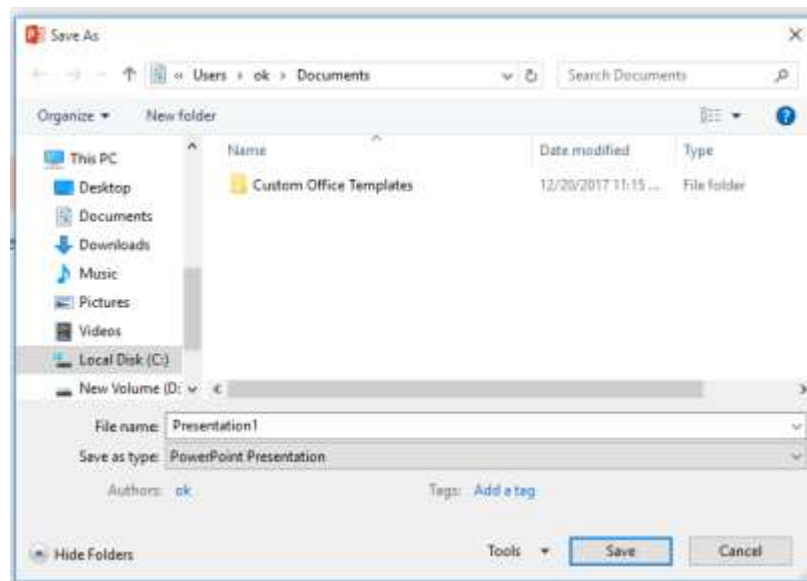 Save As
« Users › ok › Documents
Search Documents
Organize
New folder
Name
Date modified
Type
This PC
Desktop
Documents
Downloads
Music
Pictures
Videos
Local Disk (C:)
New Volume (D:
Custom Office Templates
12/20/2017 11:15 ...
File folder
File name: Presentation1
Save as type: PowerPoint Presentation
Authors: ok
Tags: Add a tag
Hide Folders
Tools
Save
Cancel